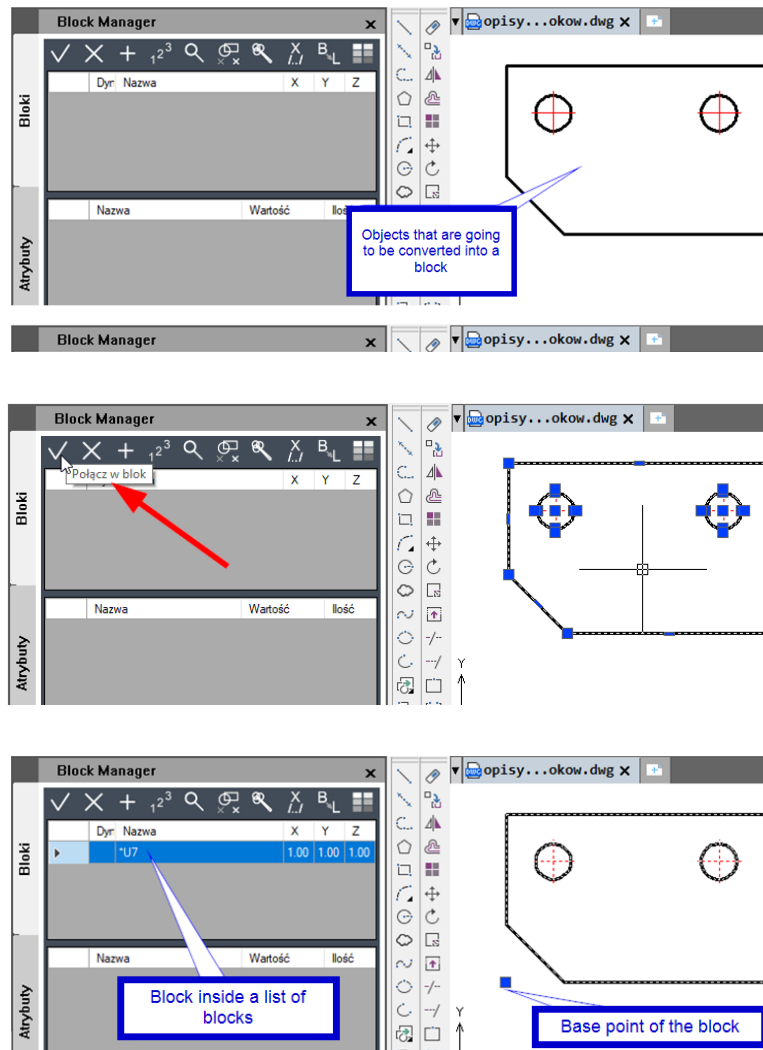 Block Manager x
opisy...okow.dwg x
Dyr Nazwa X Y Z
Bloki
Nazwa Wartość Iloś
Atrybuty
Objects that are going
to be converted into a
block
Block Manager x
opisy...okow.dwg x
Block Manager x
opisy...okow.dwg x
Połącz w blok
X Y Z
Bloki
Nazwa Wartość Ilość
Atrybuty
Y
Block Manager x
opisy...okow.dwg x
Dyr Nazwa X Y Z
*U7 1.00 1.00 1.00
Bloki
Nazwa Wartość Ilość
Atrybuty
Block inside a list of
blocks
Y
Base point of the block